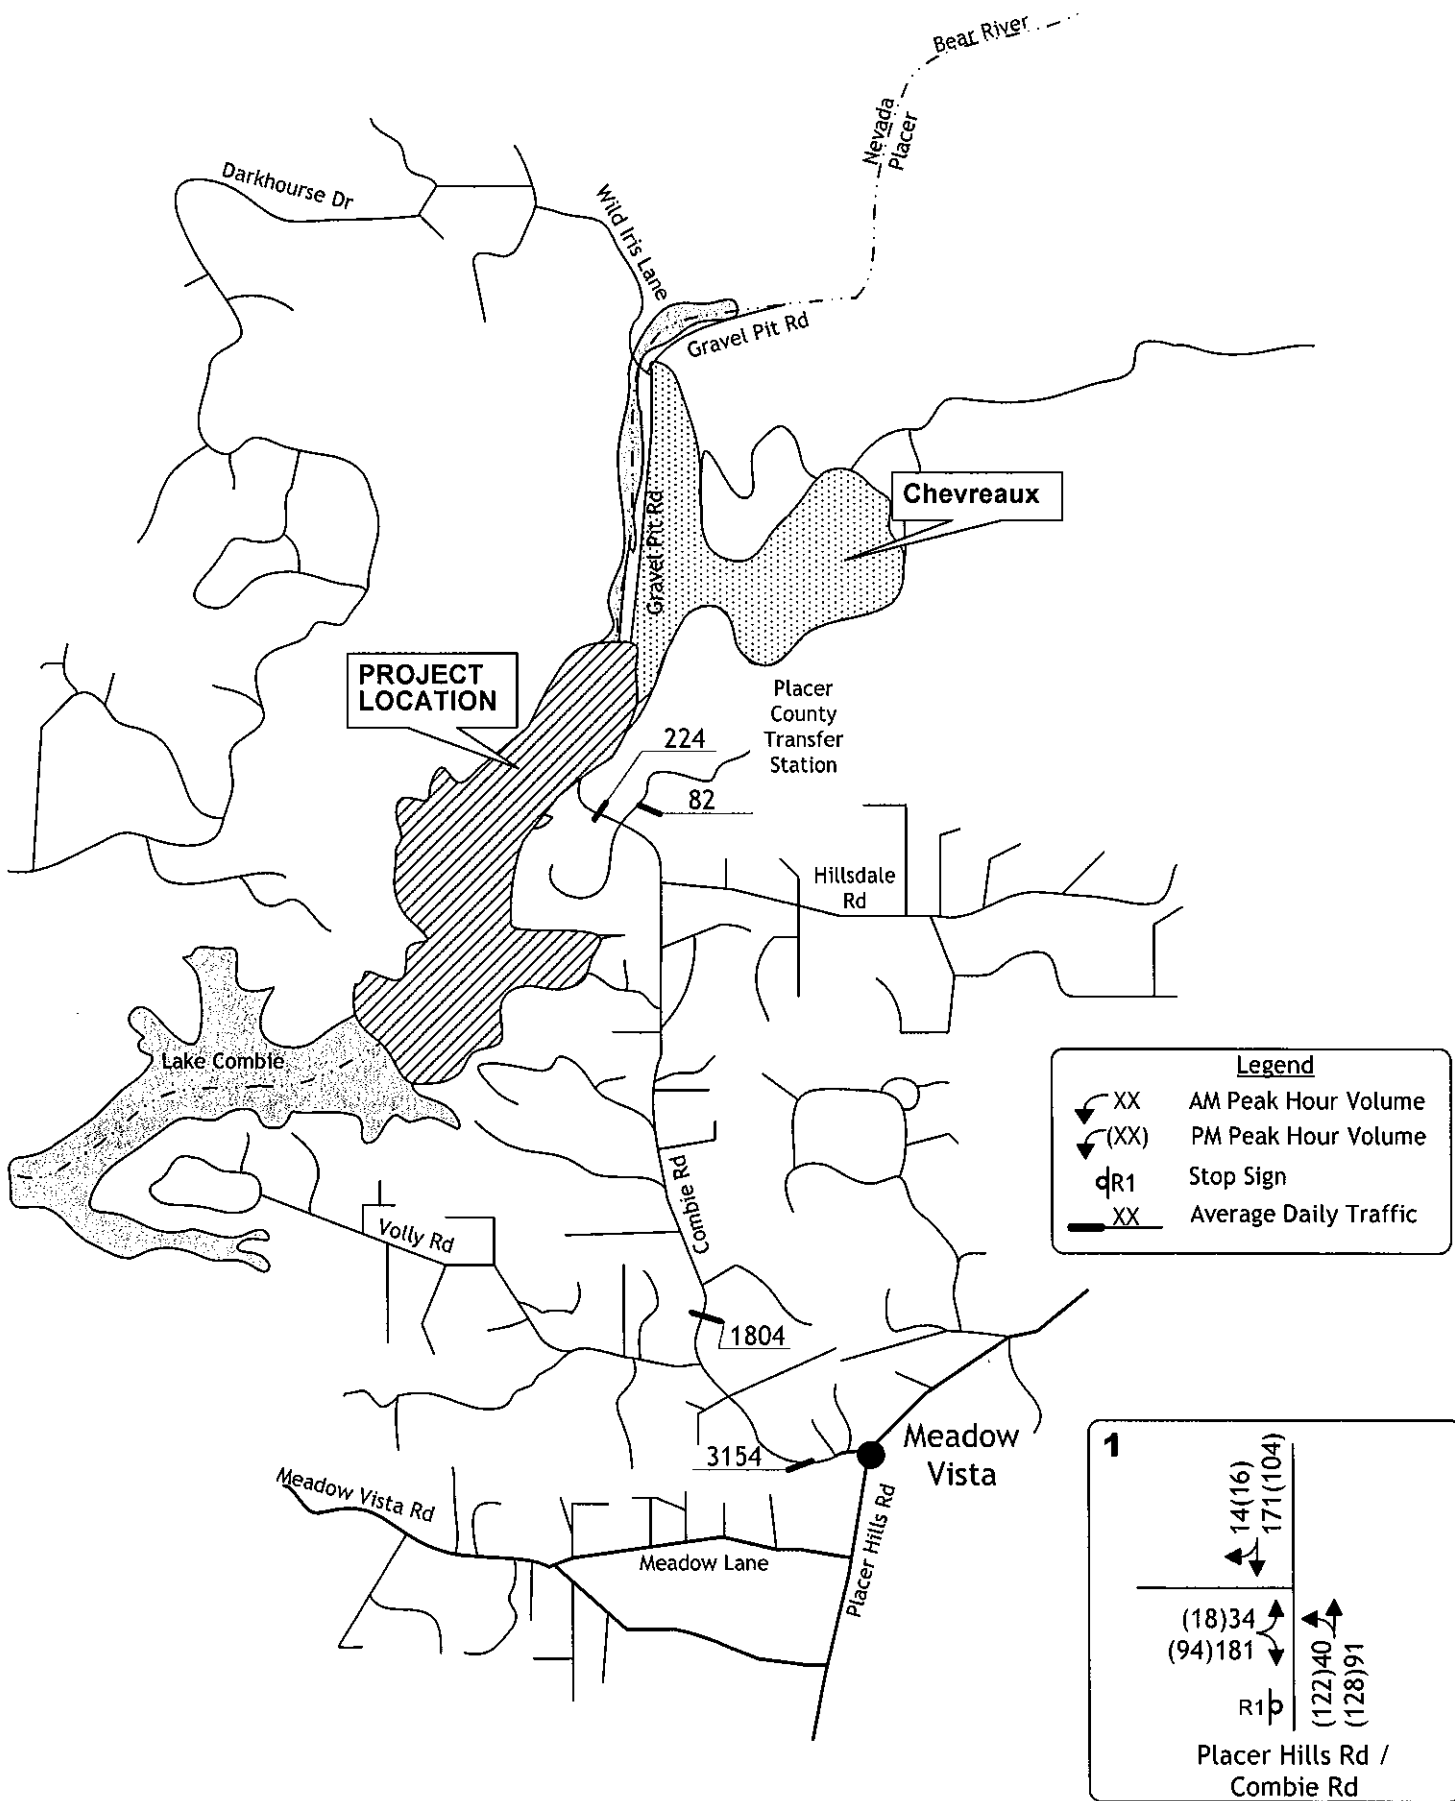 Bear River
Nevada
Placer
Darkhourse Dr
Wild Iris Lane
Gravel Pit Rd
Chevreaux
Gravel Pit Rd
PROJECT
LOCATION
Placer
County
Transfer
Station
224
82
Hillsdale
Rd
Lake Combie
Legend
XX AM Peak Hour Volume
(XX) PM Peak Hour Volume
R1 Stop Sign
XX Average Daily Traffic
Combie Rd
Volly Rd
1804
3154
Meadow
Vista
Meadow Vista Rd
Meadow Lane
Placer Hills Rd
1
14(16)
171(104)
(18)34
(94)181
(122)40
(128)91
R1
Placer Hills Rd /
Combie Rd